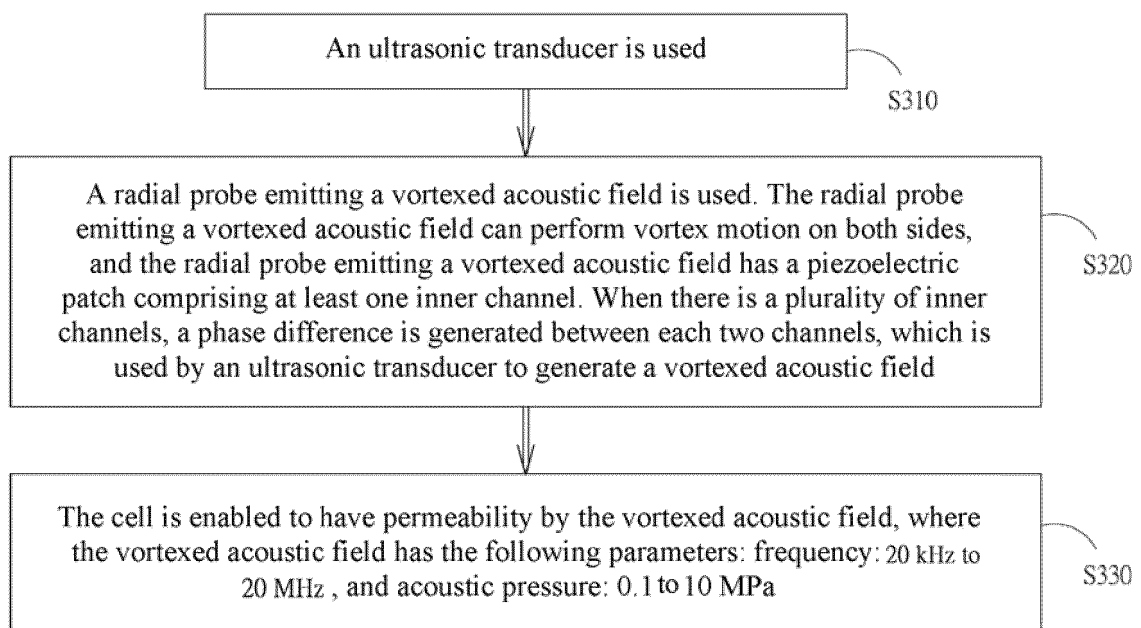 An ultrasonic transducer is used
S310
A radial probe emitting a vortexed acoustic field is used. The radial probe
emitting a vortexed acoustic field can perform vortex motion on both sides,
and the radial probe emitting a vortexed acoustic field has a piezoelectric
patch comprising at least one inner channel. When there is a plurality of inner
channels, a phase difference is generated between each two channels, which is
used by an ultrasonic transducer to generate a vortexed acoustic field
S320
The cell is enabled to have permeability by the vortexed acoustic field, where
the vortexed acoustic field has the following parameters: frequency: 20 kHz to
20 MHz , and acoustic pressure: 0.1 to 10 MPa
S330